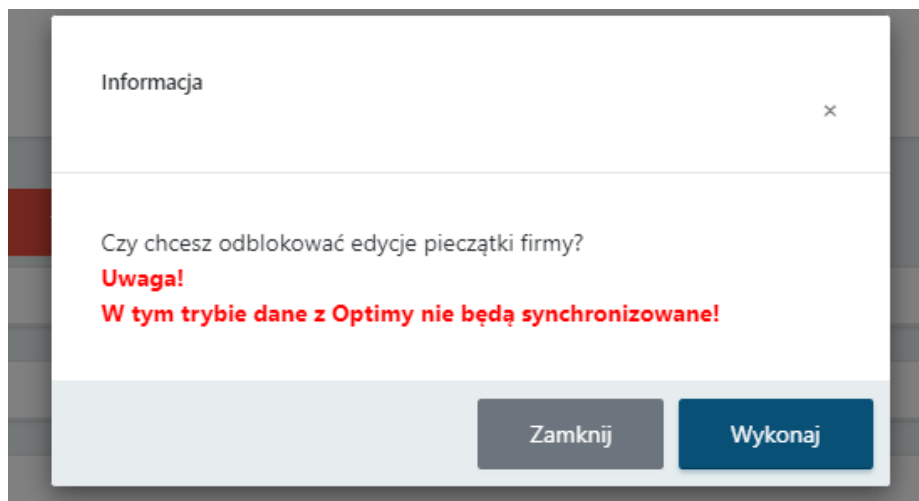 Informacja
×
Czy chcesz odblokować edycje pieczątki firmy?
Uwaga!
W tym trybie dane z Optimy nie będą synchronizowane!
Zamknij
Wykonaj